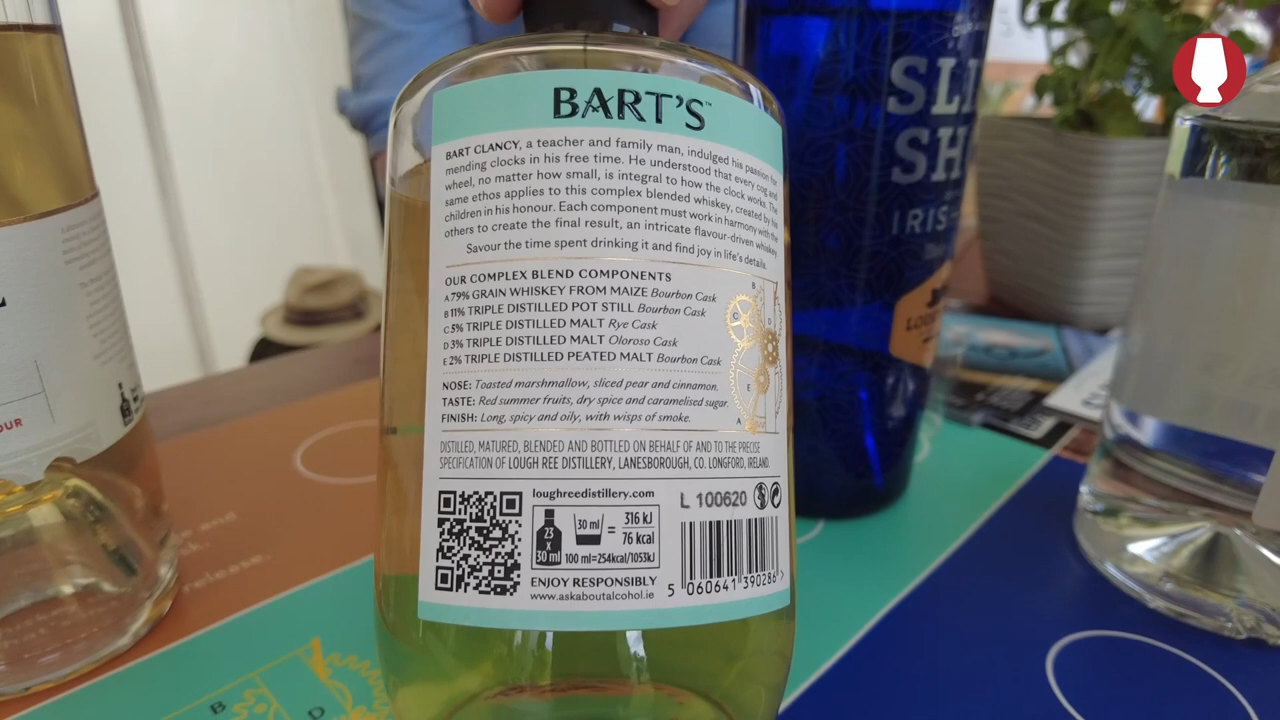 BART'S™
BART CLANCY, a teacher and family man, indulged his passion for
mending clocks in his free time. He understood that every cog and
wheel, no matter how small, is integral to how the clock works. The
same ethos applies to this complex blended whiskey, created by his
children in his honour. Each component must work in harmony with the
others to create the final result, an intricate flavour-driven whiskey.
Savour the time spent drinking it and find joy in life's details.
OUR COMPLEX BLEND COMPONENTS
A 79% GRAIN WHISKEY FROM MAIZE Bourbon Cask
B 11% TRIPLE DISTILLED POT STILL Bourbon Cask
C 5% TRIPLE DISTILLED MALT Rye Cask
D 3% TRIPLE DISTILLED MALT Oloroso Cask
E 2% TRIPLE DISTILLED PEATED MALT Bourbon Cask
B
C
D
E
A
NOSE: Toasted marshmallow, sliced pear and cinnamon.
TASTE: Red summer fruits, dry spice and caramelised sugar.
FINISH: Long, spicy and oily, with wisps of smoke.
DISTILLED, MATURED, BLENDED AND BOTTLED ON BEHALF OF AND TO THE PRECISE
SPECIFICATION OF LOUGH REE DISTILLERY, LANESBOROUGH, CO. LONGFORD, IRELAND.
loughreedistillery.com
L 100620
23 x 30 ml
30 ml = 316 kJ
76 kcal
100 ml=254kcal/1053kJ
ENJOY RESPONSIBLY
www.askaboutalcohol.ie
5 060641 390286 >
SLI
SH
IRIS
LOUG
OUR
and
release.
B
D